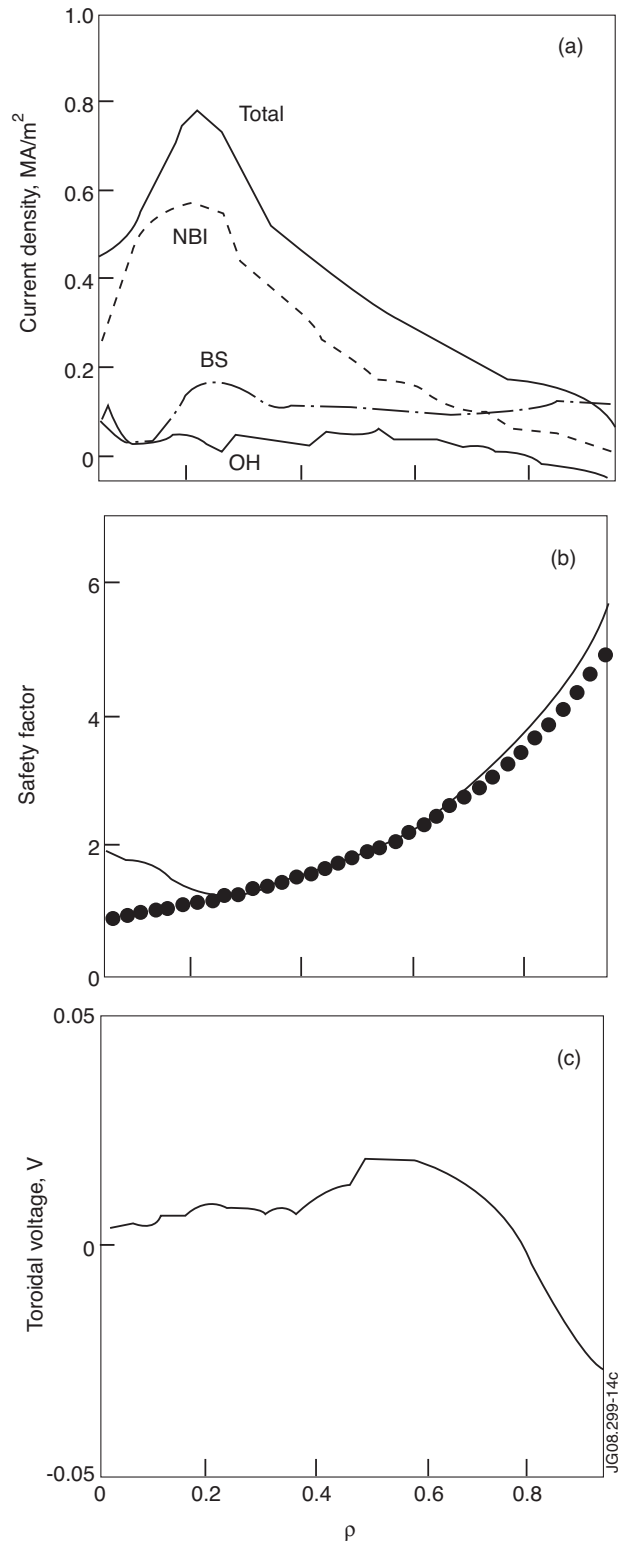 1.0
(a)
0.8
Total
0.6
NBI
Current density, MA/m²
0.4
BS
0.2
0
OH
(b)
6
Safety factor
4
2
0
0.05
(c)
Toroidal voltage, V
0
-0.05
JG08.299-14c
0 0.2 0.4 0.6 0.8
ρ